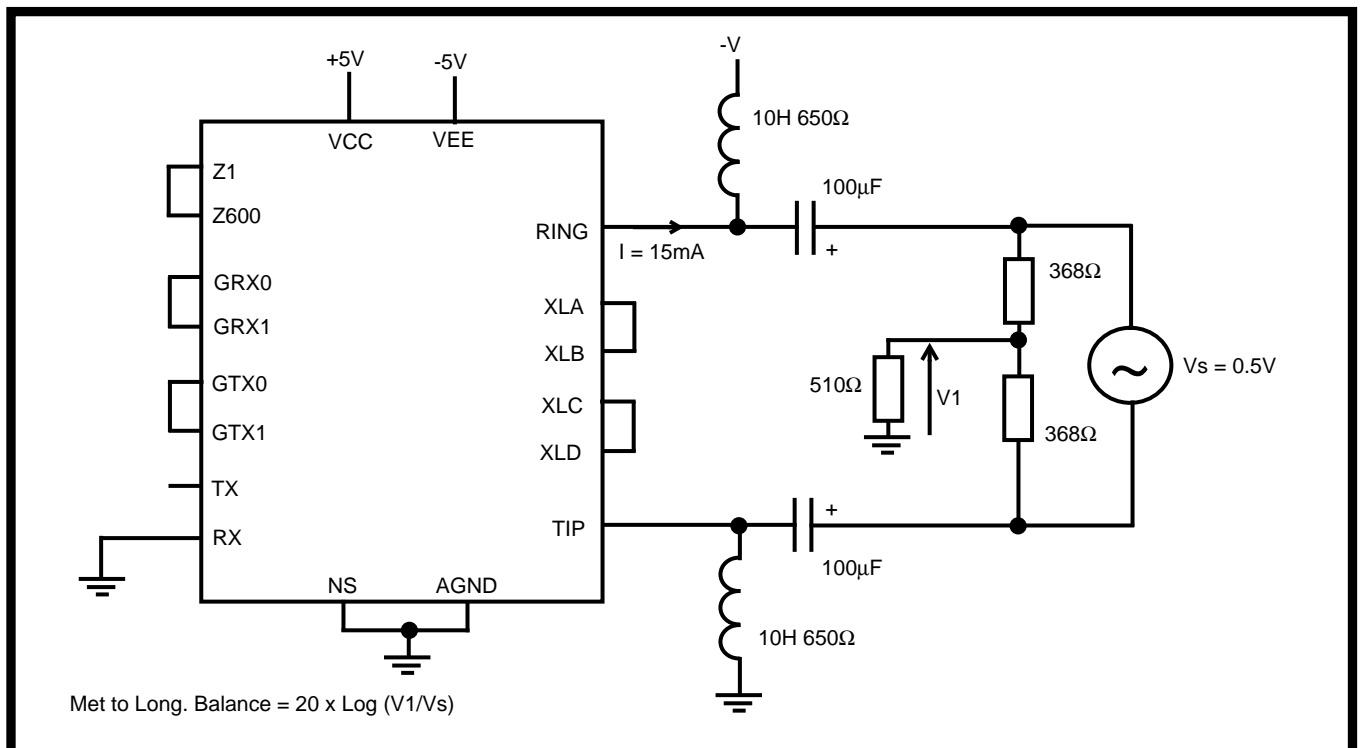 +5V
-5V
-V
VCC
VEE
10H 650Ω
Z1
Z600
100µF
RING
+
I = 15mA
368Ω
GRX0
GRX1
XLA
XLB
Vs = 0.5V
GTX0
GTX1
510Ω
V1
XLC
XLD
368Ω
TX
RX
TIP
+
100µF
NS
AGND
10H 650Ω
Met to Long. Balance = 20 x Log (V1/Vs)